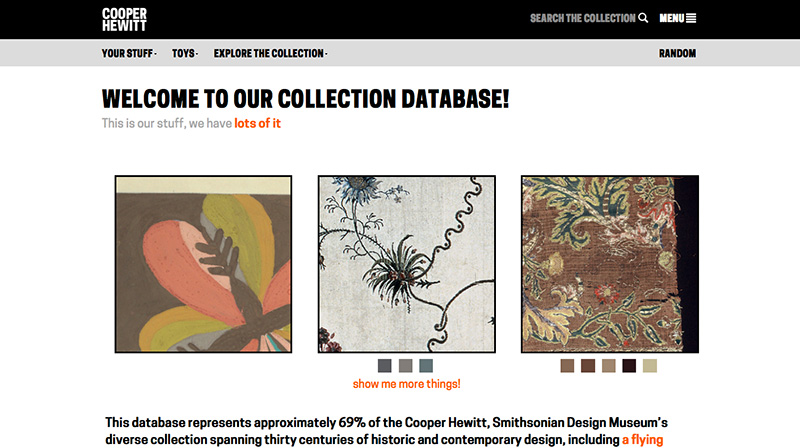 COOPER
HEWITT
SEARCH THE COLLECTION
MENU
YOUR STUFF
TOYS
EXPLORE THE COLLECTION
RANDOM
WELCOME TO OUR COLLECTION DATABASE!
This is our stuff, we have lots of it
show me more things!
This database represents approximately 69% of the Cooper Hewitt, Smithsonian Design Museum's
diverse collection spanning thirty centuries of historic and contemporary design, including a flying